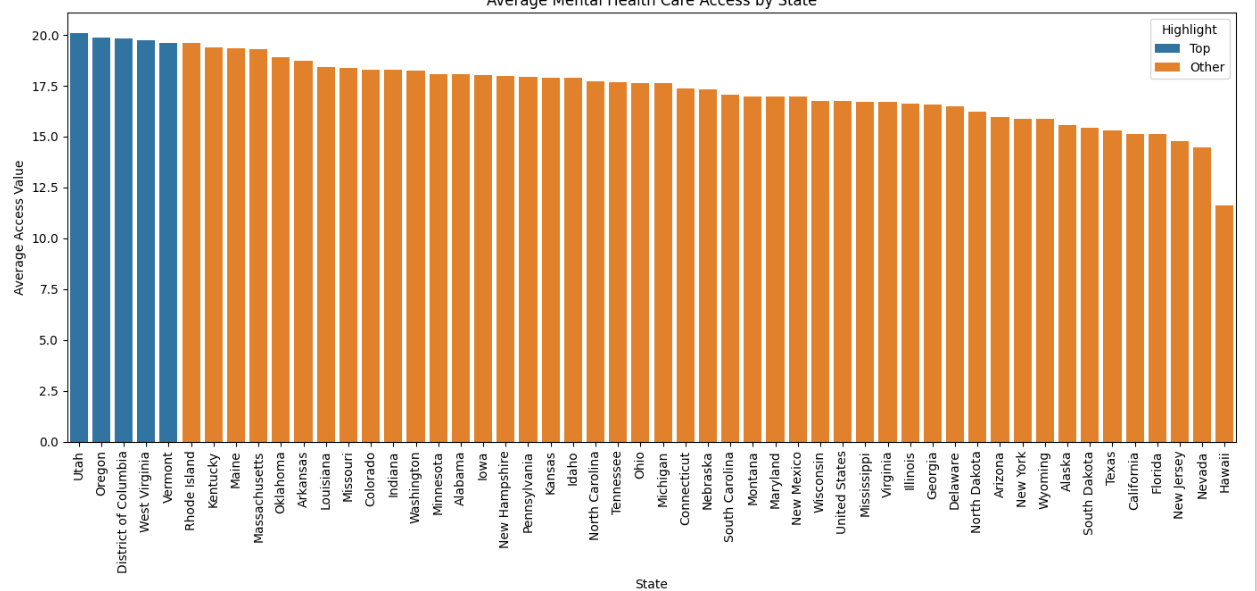 Average Mental Health Care Access by State
Highlight
Top
Other
20.0
17.5
15.0
12.5
10.0
7.5
5.0
2.5
0.0
Average Access Value
Utah
Oregon
District of Columbia
West Virginia
Vermont
Rhode Island
Kentucky
Maine
Massachusetts
Oklahoma
Arkansas
Louisiana
Missouri
Colorado
Indiana
Washington
Minnesota
Alabama
Iowa
New Hampshire
Pennsylvania
Kansas
Idaho
North Carolina
Tennessee
Ohio
Michigan
Connecticut
Nebraska
South Carolina
Montana
Maryland
New Mexico
Wisconsin
United States
Mississippi
Virginia
Illinois
Georgia
Delaware
North Dakota
Arizona
New York
Wyoming
Alaska
South Dakota
Texas
California
Florida
New Jersey
Nevada
Hawaii
State